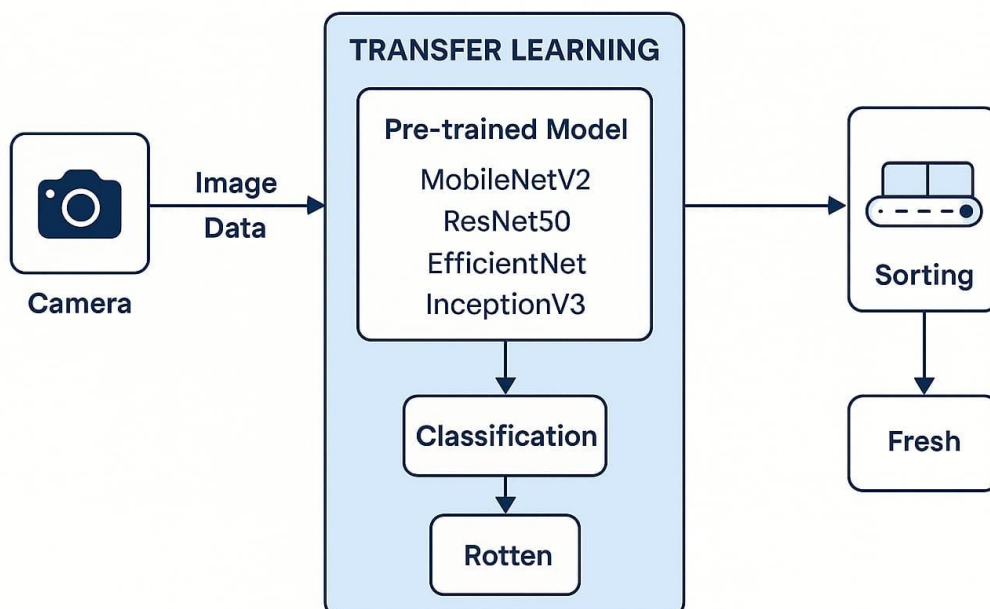 TRANSFER LEARNING
Pre-trained Model
MobileNetV2
ResNet50
EfficientNet
InceptionV3
Image
Data
Camera
Classification
Rotten
Sorting
Fresh